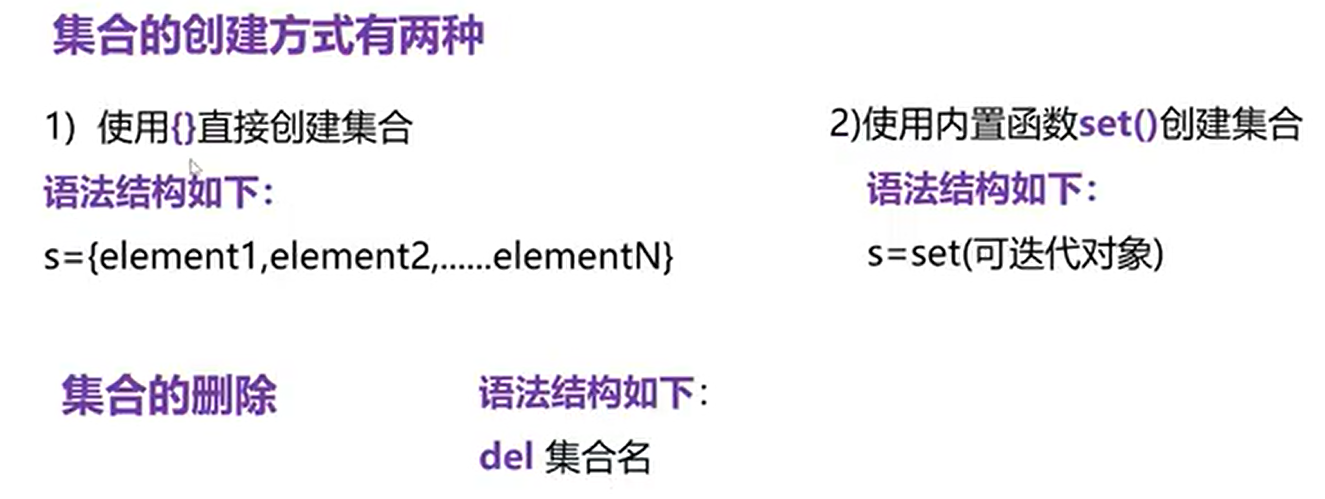 集合的创建方式有两种
1) 使用{}直接创建集合
语法结构如下：
s={element1,element2,......elementN}
2)使用内置函数set()创建集合
语法结构如下：
s=set(可迭代对象)
集合的删除
语法结构如下：
del 集合名